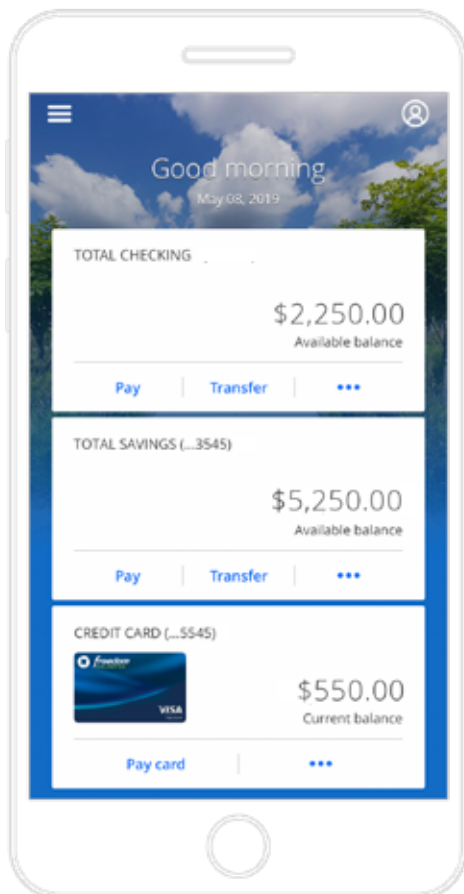 Good morning
May 08, 2019
TOTAL CHECKING
$2,250.00
Available balance
Pay
Transfer
TOTAL SAVINGS (...3545)
$5,250.00
Available balance
Pay
Transfer
CREDIT CARD (...5545)
freedom
VISA
$550.00
Current balance
Pay card